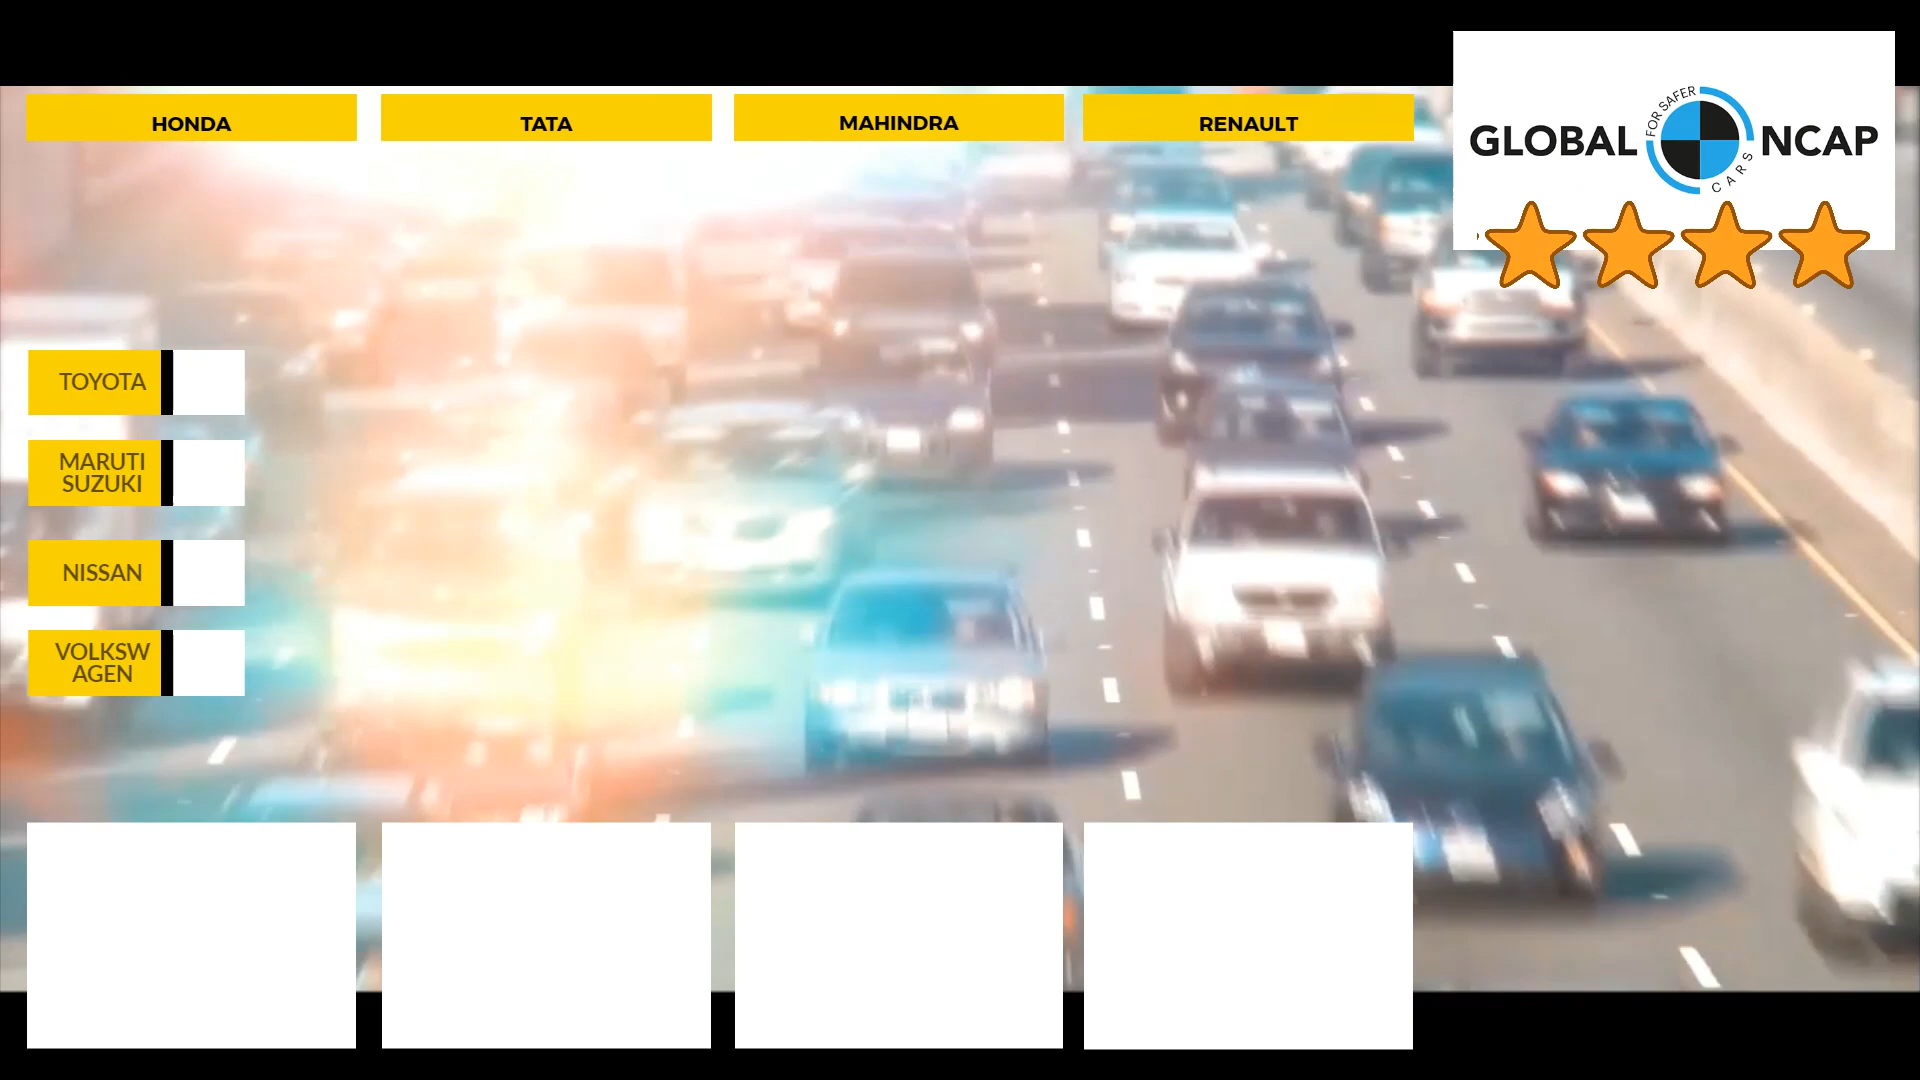 HONDA
TATA
MAHINDRA
RENAULT
GLOBAL
FOR SAFER
CARS
NCAP
TOYOTA
MARUTI
SUZUKI
NISSAN
VOLKSW
AGEN